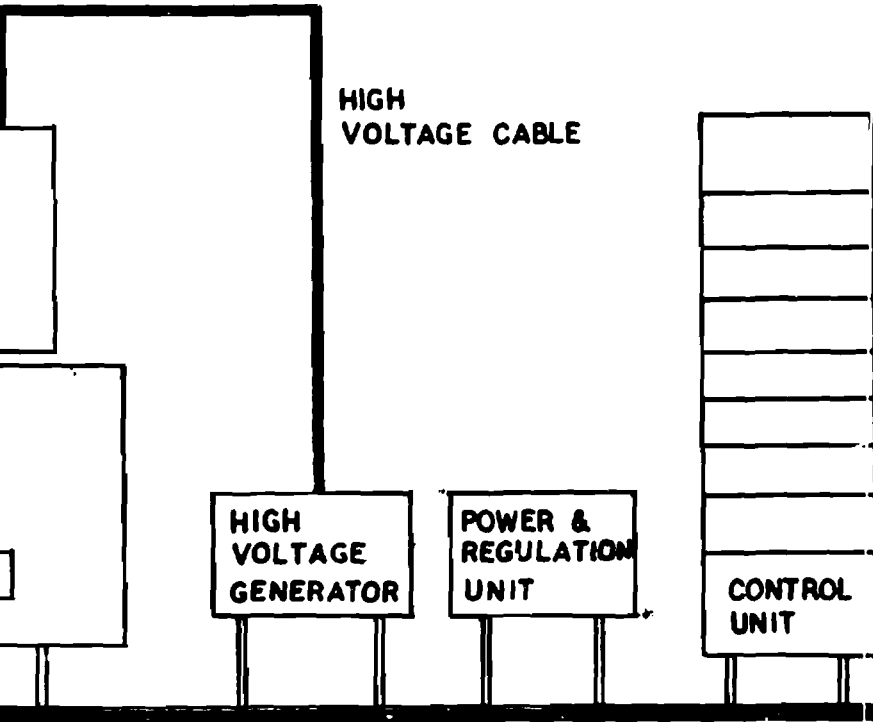 HIGH
VOLTAGE CABLE
HIGH
VOLTAGE
GENERATOR
POWER &
REGULATION
UNIT
CONTROL
UNIT